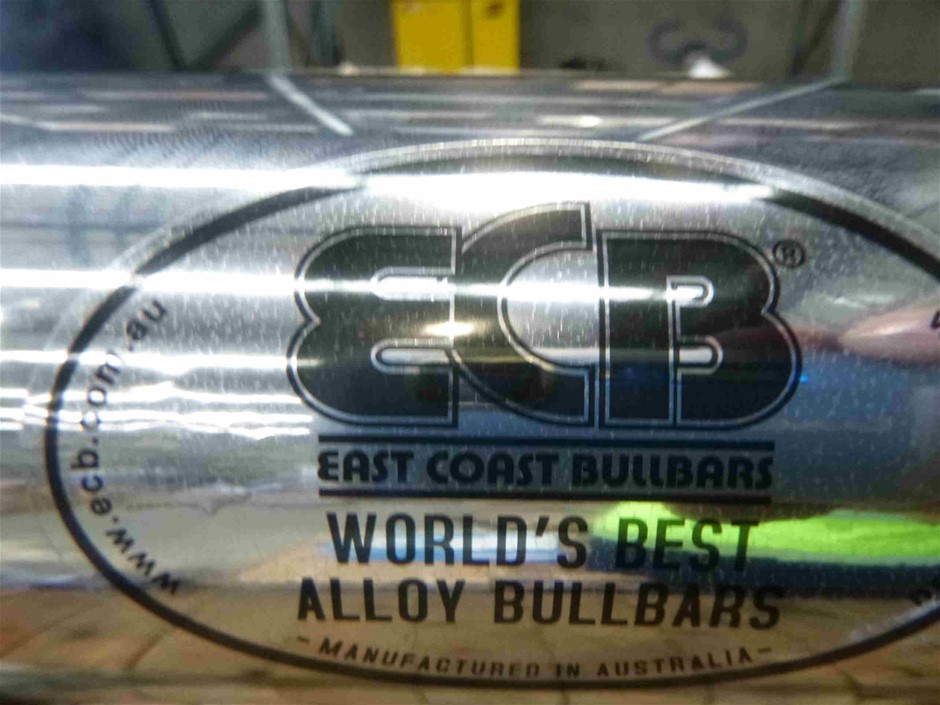 ECB®
EAST COAST BULLBARS
WORLD'S BEST
ALLOY BULLBARS
- MANUFACTURED IN AUSTRALIA -
www.ecb.com.au